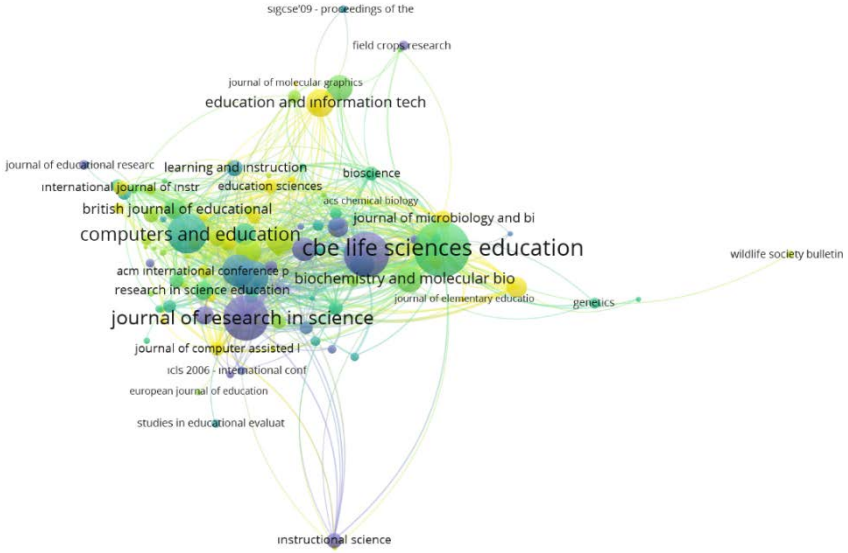 sigcse'09 - proceedings of the
field crops research
journal of molecular graphics
education and information tech
journal of educational researc
learning and instruction
bioscience
international journal of instr
education sciences
acs chemical biology
british journal of educational
journal of microbiology and bi
computers and education
cbe life sciences education
wildlife society bulletin
acm international conference p
biochemistry and molecular bio
research in science education
journal of elementary educatio
genetics
journal of research in science
journal of computer assisted l
icls 2006 - international conf
european journal of education
studies in educational evaluat
instructional science